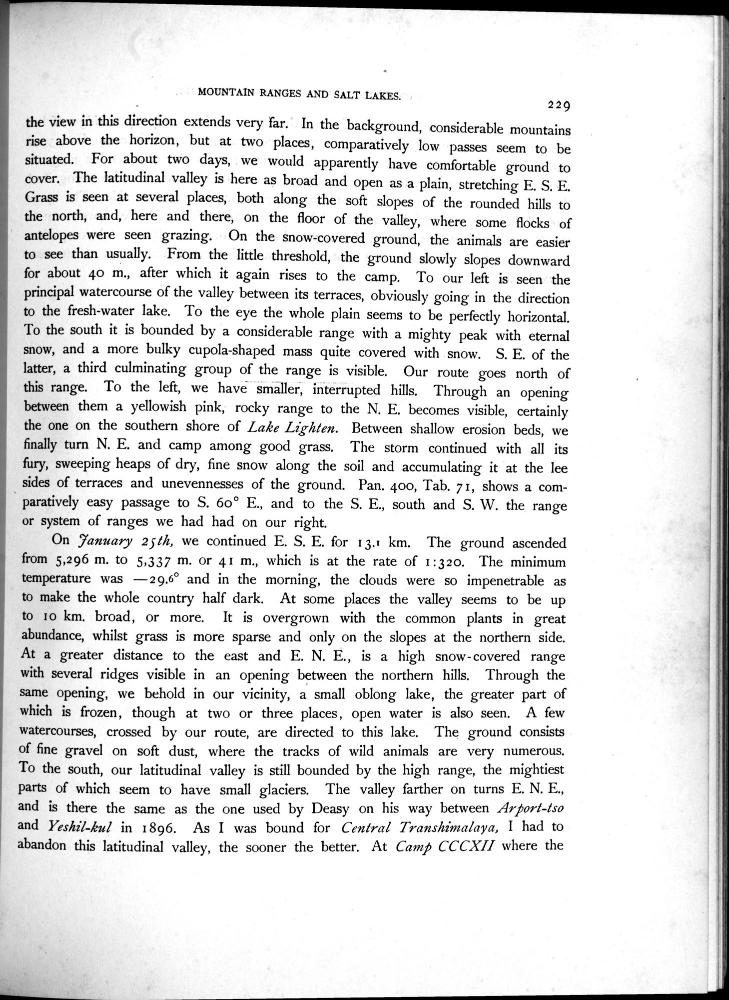 MOUNTAIN RANGES AND SALT LAKES.
229
the view in this direction extends very far. In the background, considerable mountains
rise above the horizon, but at two places, comparatively low passes seem to be
situated. For about two days, we would apparently have comfortable ground to
cover. The latitudinal valley is here as broad and open as a plain, stretching E. S. E.
Grass is seen at several places, both along the soft slopes of the rounded hills to
the north, and, here and there, on the floor of the valley, where some flocks of
antelopes were seen grazing. On the snow-covered ground, the animals are easier
to see than usually. From the little threshold, the ground slowly slopes downward
for about 40 m., after which it again rises to the camp. To our left is seen the
principal watercourse of the valley between its terraces, obviously going in the direction
to the fresh-water lake. To the eye the whole plain seems to be perfectly horizontal.
To the south it is bounded by a considerable range with a mighty peak with eternal
snow, and a more bulky cupola-shaped mass quite covered with snow. S. E. of the
latter, a third culminating group of the range is visible. Our route goes north of
this range. To the left, we have smaller, interrupted hills. Through an opening
between them a yellowish pink, rocky range to the N. E. becomes visible, certainly
the one on the southern shore of Lake Lighten. Between shallow erosion beds, we
finally turn N. E. and camp among good grass. The storm continued with all its
fury, sweeping heaps of dry, fine snow along the soil and accumulating it at the lee
sides of terraces and unevennesses of the ground. Pan. 400, Tab. 71, shows a com-
paratively easy passage to S. 60° E., and to the S. E., south and S. W. the range
or system of ranges we had had on our right.
On January 25th, we continued E. S. E. for 13.1 km. The ground ascended
from 5,296 m. to 5,337 m. or 41 m., which is at the rate of 1:320. The minimum
temperature was —29.6° and in the morning, the clouds were so impenetrable as
to make the whole country half dark. At some places the valley seems to be up
to 10 km. broad, or more. It is overgrown with the common plants in great
abundance, whilst grass is more sparse and only on the slopes at the northern side.
At a greater distance to the east and E. N. E., is a high snow-covered range
with several ridges visible in an opening between the northern hills. Through the
same opening, we behold in our vicinity, a small oblong lake, the greater part of
which is frozen, though at two or three places, open water is also seen. A few
watercourses, crossed by our route, are directed to this lake. The ground consists
of fine gravel on soft dust, where the tracks of wild animals are very numerous.
To the south, our latitudinal valley is still bounded by the high range, the mightiest
parts of which seem to have small glaciers. The valley farther on turns E. N. E.,
and is there the same as the one used by Deasy on his way between Arport-tso
and Yeshil-kul in 1896. As I was bound for Central Transhimalaya, I had to
abandon this latitudinal valley, the sooner the better. At Camp CCCXII where the